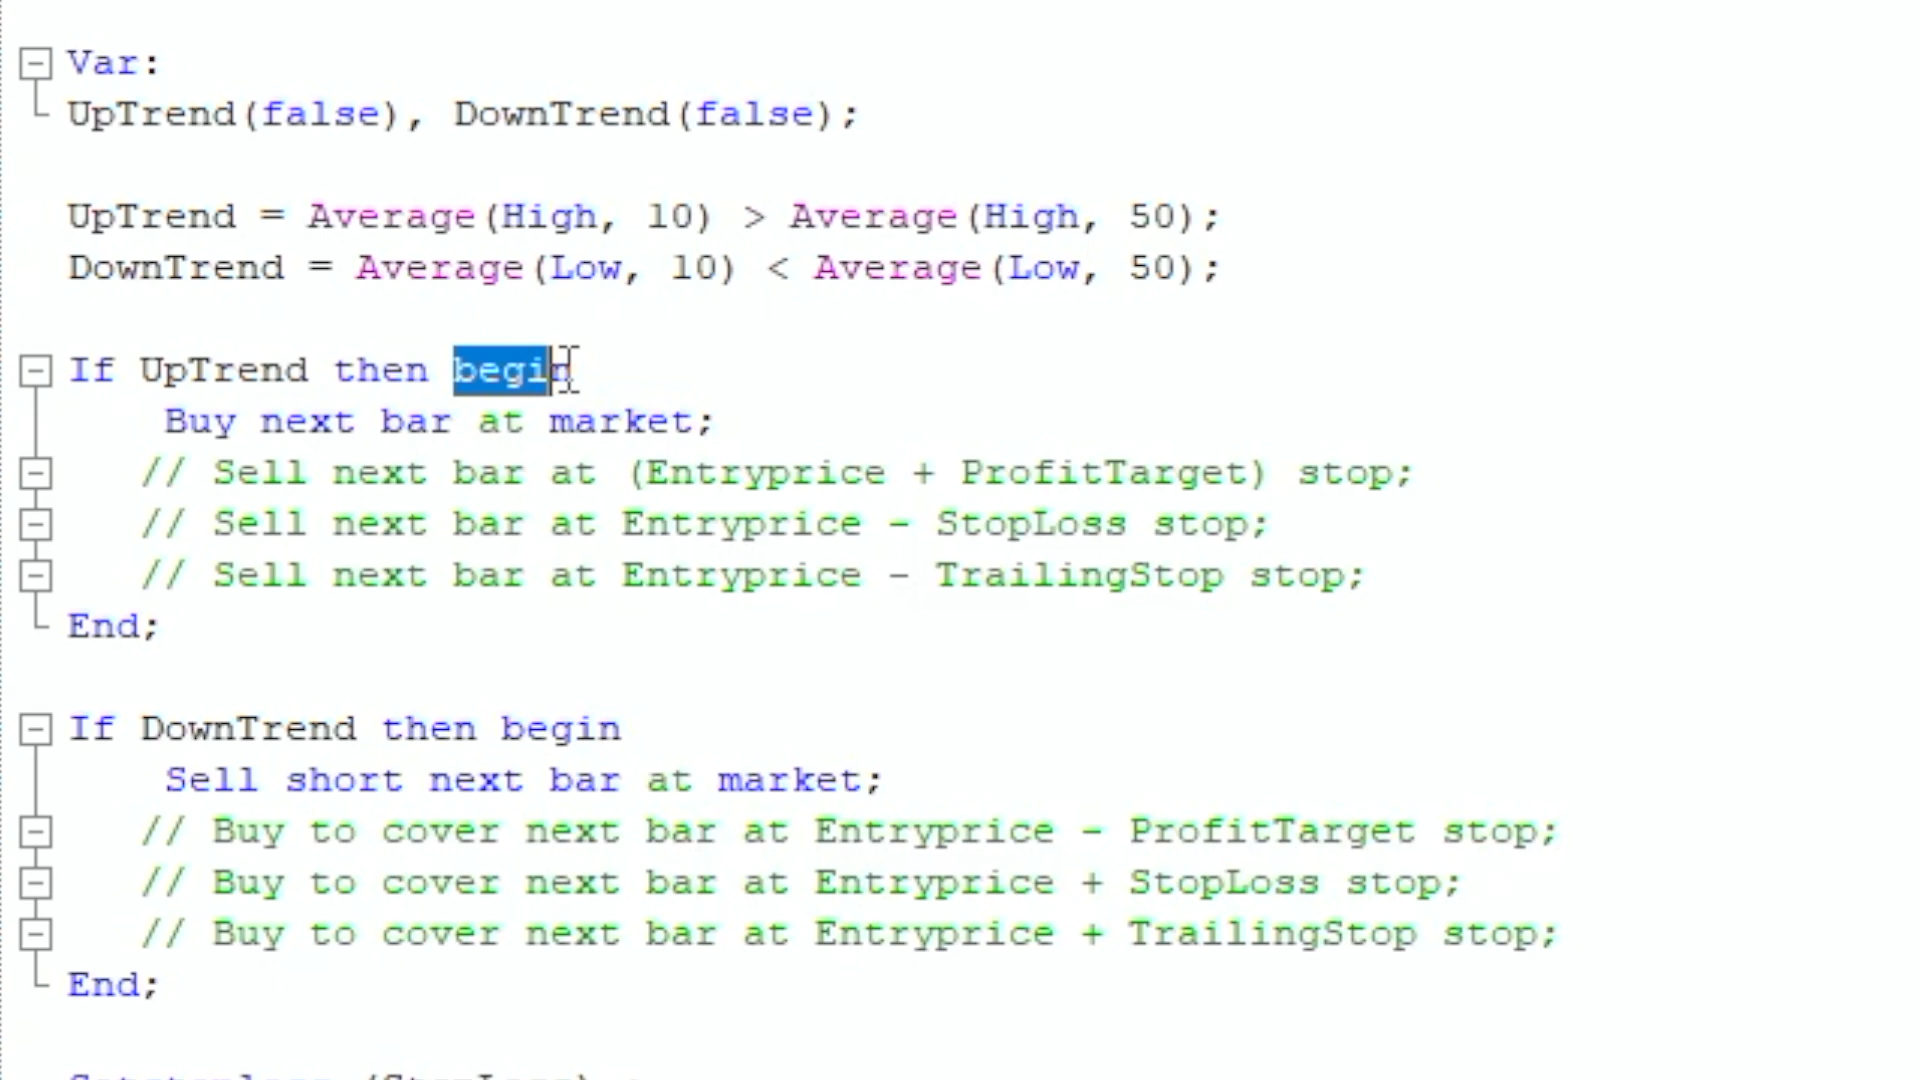 Var:
UpTrend(false), DownTrend(false);
UpTrend = Average(High, 10) > Average(High, 50);
DownTrend = Average(Low, 10) < Average(Low, 50);
If UpTrend then begin
Buy next bar at market;
// Sell next bar at (Entryprice + ProfitTarget) stop;
// Sell next bar at Entryprice - StopLoss stop;
// Sell next bar at Entryprice - TrailingStop stop;
End;
If DownTrend then begin
Sell short next bar at market;
// Buy to cover next bar at Entryprice - ProfitTarget stop;
// Buy to cover next bar at Entryprice + StopLoss stop;
// Buy to cover next bar at Entryprice + TrailingStop stop;
End;